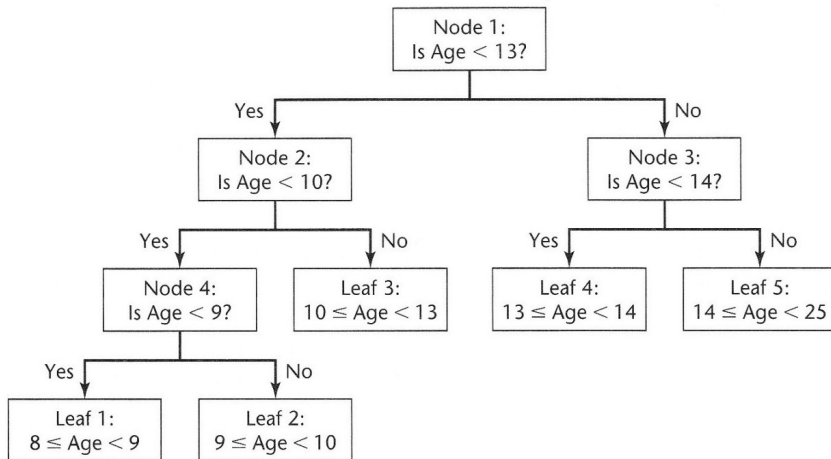 Node 1:
Is Age < 13?
Yes
No
Node 2:
Is Age < 10?
Node 3:
Is Age < 14?
Yes
No
Yes
No
Node 4:
Is Age < 9?
Leaf 3:
10 ≤ Age < 13
Leaf 4:
13 ≤ Age < 14
Leaf 5:
14 ≤ Age < 25
Yes
No
Leaf 1:
8 ≤ Age < 9
Leaf 2:
9 ≤ Age < 10